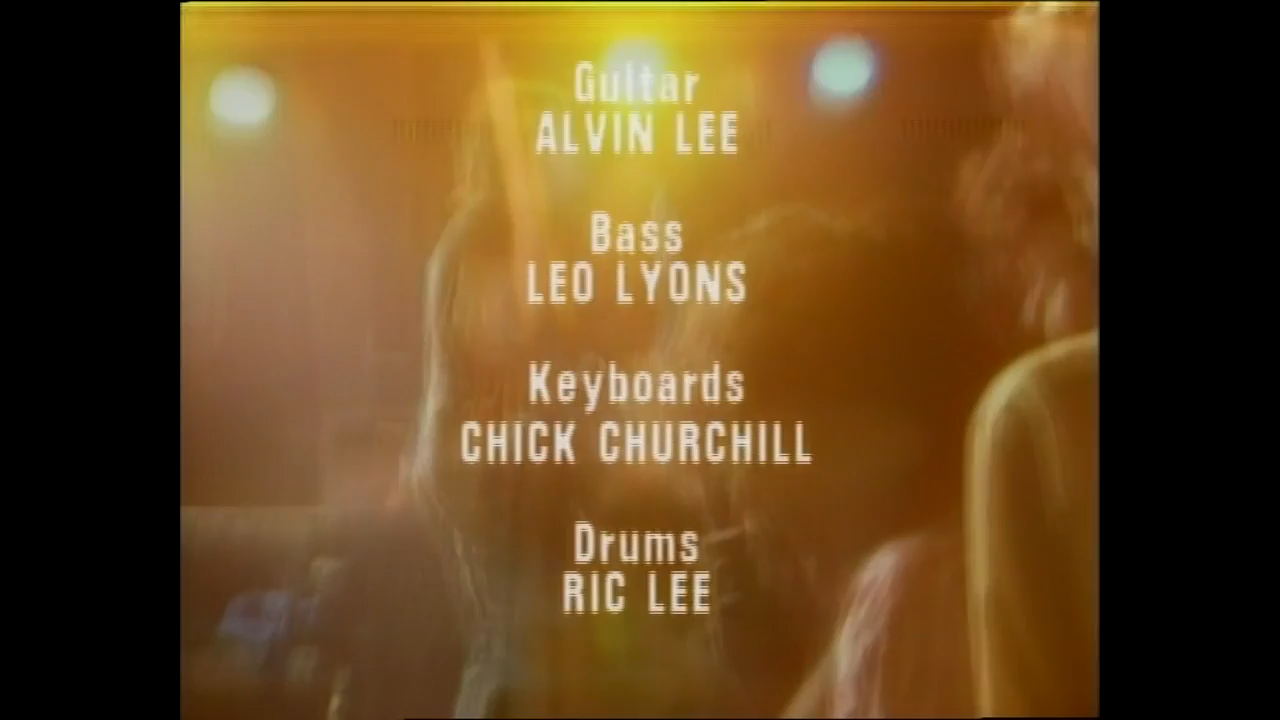 Guitar
ALVIN LEE
Bass
LEO LYONS
Keyboards
CHICK CHURCHILL
Drums
RIC LEE